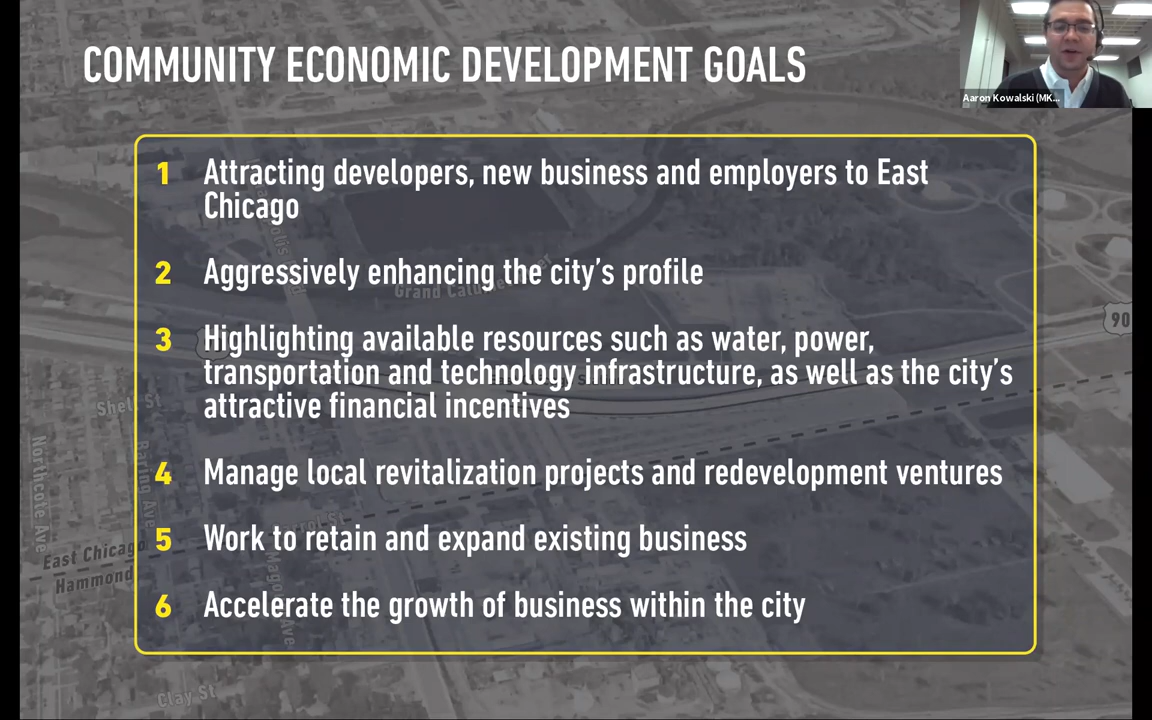 COMMUNITY ECONOMIC DEVELOPMENT GOALS
Aaron Kowalski (MK...
1 Attracting developers, new business and employers to East
Chicago
2 Aggressively enhancing the city's profile
Grand
3 Highlighting available resources such as water, power,
transportation and technology infrastructure, as well as the city's
attractive financial incentives
90
Shell St
Northcote Ave
Baring Ave
4 Manage local revitalization projects and redevelopment ventures
5 Work to retain and expand existing business
East Chicago
Hammond
Magoun Ave
6 Accelerate the growth of business within the city
Clay St